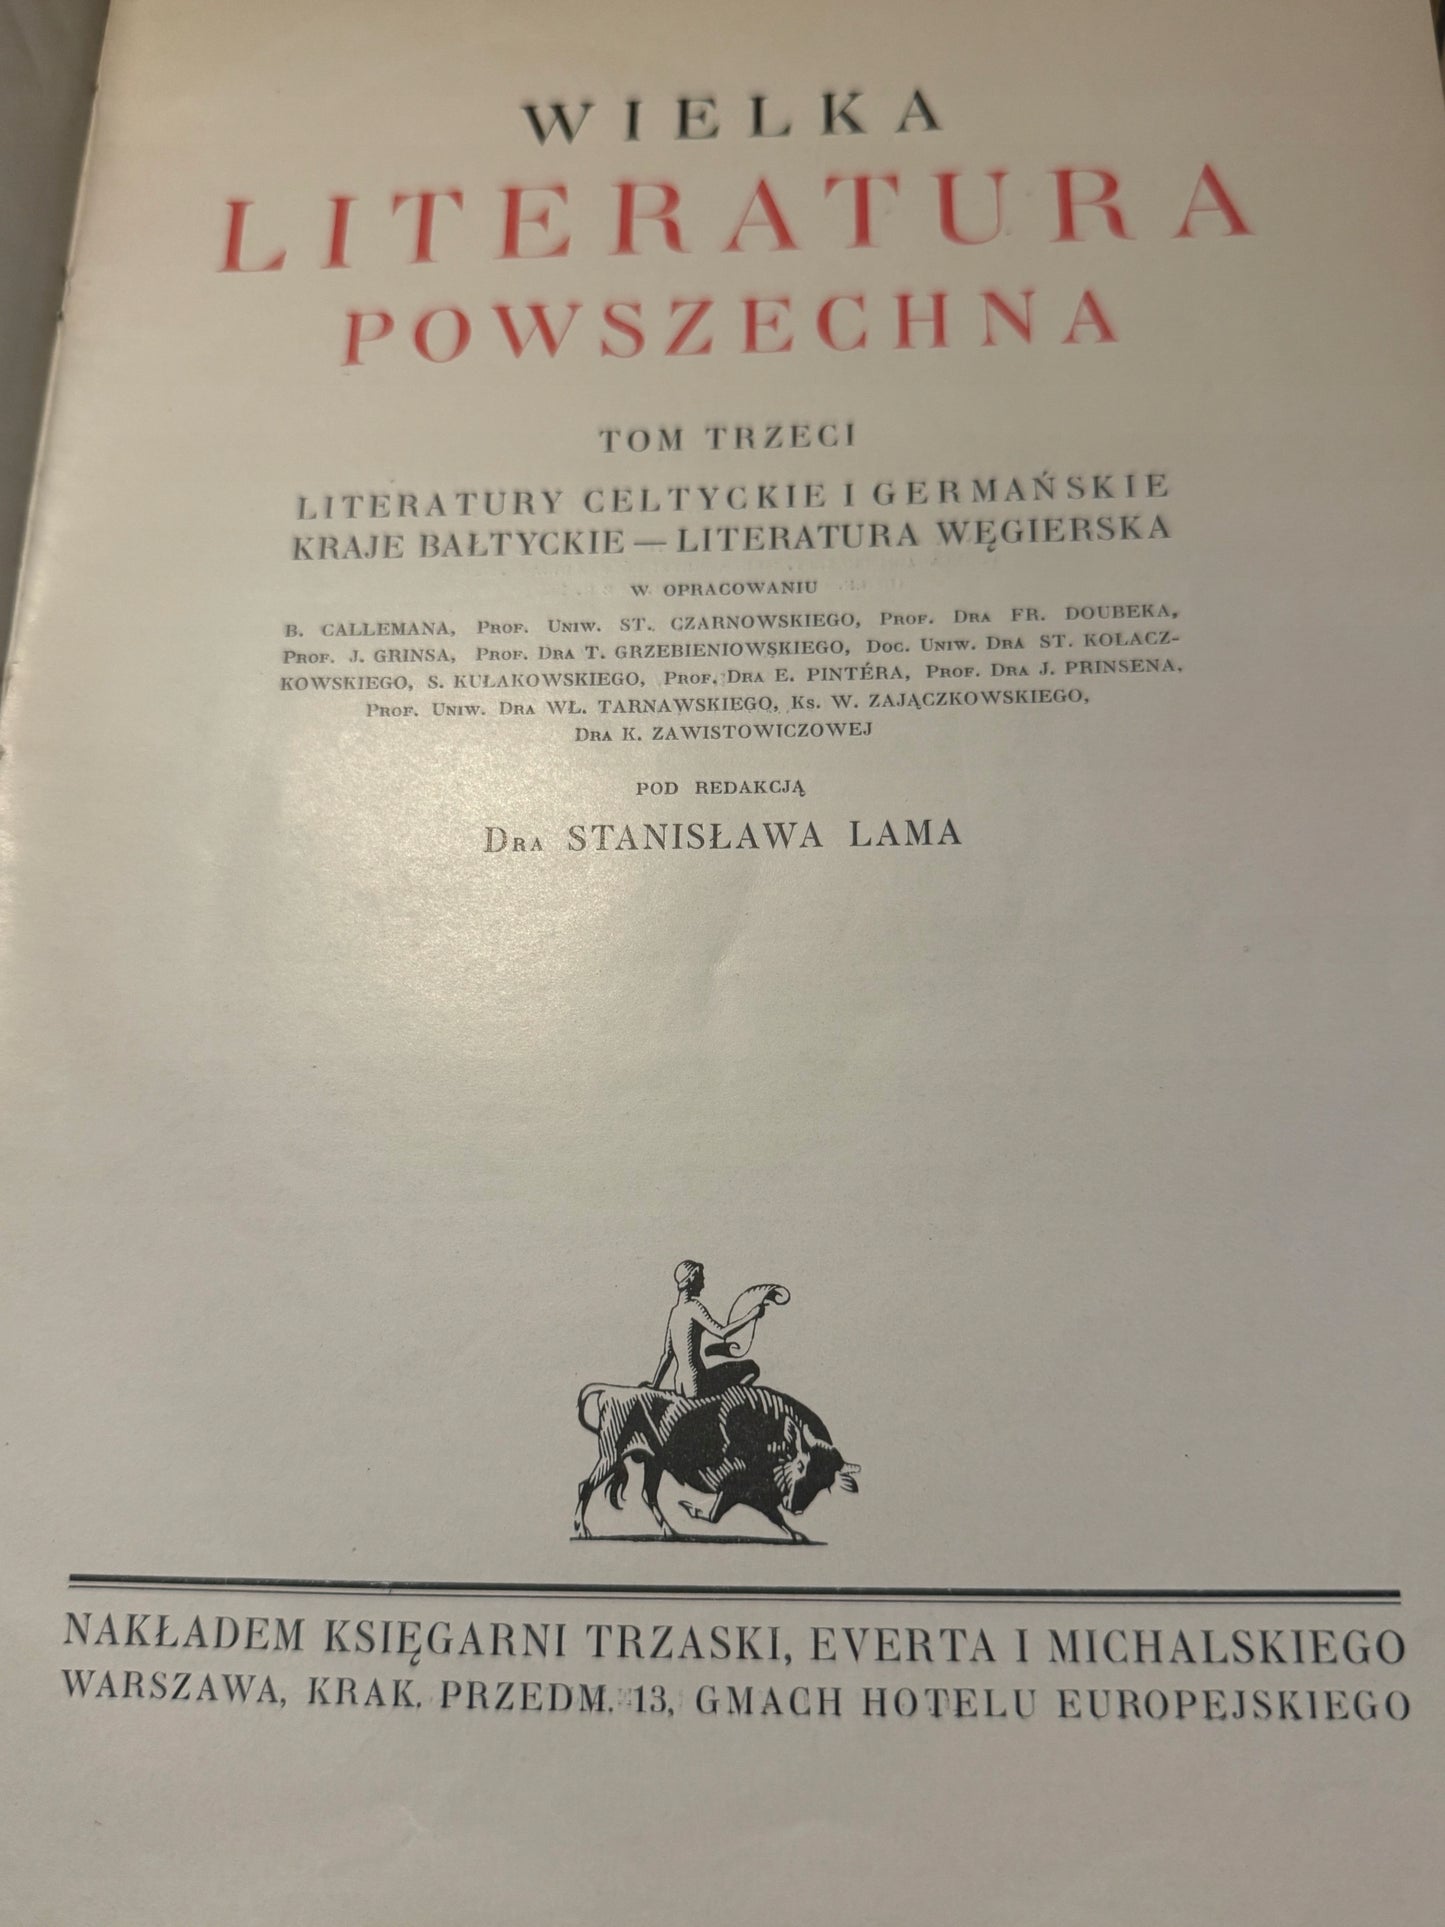 WIELKA
LITERATURA
POWSZECHNA
TOM TRZECI
LITERATURY CELTYCKIE I GERMAŃSKIE
KRAJE BAŁTYCKIE — LITERATURA WĘGIERSKA
W OPRACOWANIU
B. CALLEMANA, PROF. UNIW. ST. CZARNOWSKIEGO, PROF. DRA FR. DOUBEKA,
PROF. J. GRINSA, PROF. DRA T. GRZEBIENIOWSKIEGO, DOC. UNIW. DRA ST. KOŁACZ-
KOWSKIEGO, S. KUŁAKOWSKIEGO, PROF. DRA E. PINTÉRA, PROF. DRA J. PRINSENA,
PROF. UNIW. DRA WŁ. TARNAWSKIEGO, KS. W. ZAJĄCZKOWSKIEGO,
DRA K. ZAWISTOWICZOWEJ
POD REDAKCJĄ
DRA STANISŁAWA LAMA
NAKŁADEM KSIĘGARNI TRZASKI, EVERTA I MICHALSKIEGO
WARSZAWA, KRAK. PRZEDM. 13, GMACH HOTELU EUROPEJSKIEGO